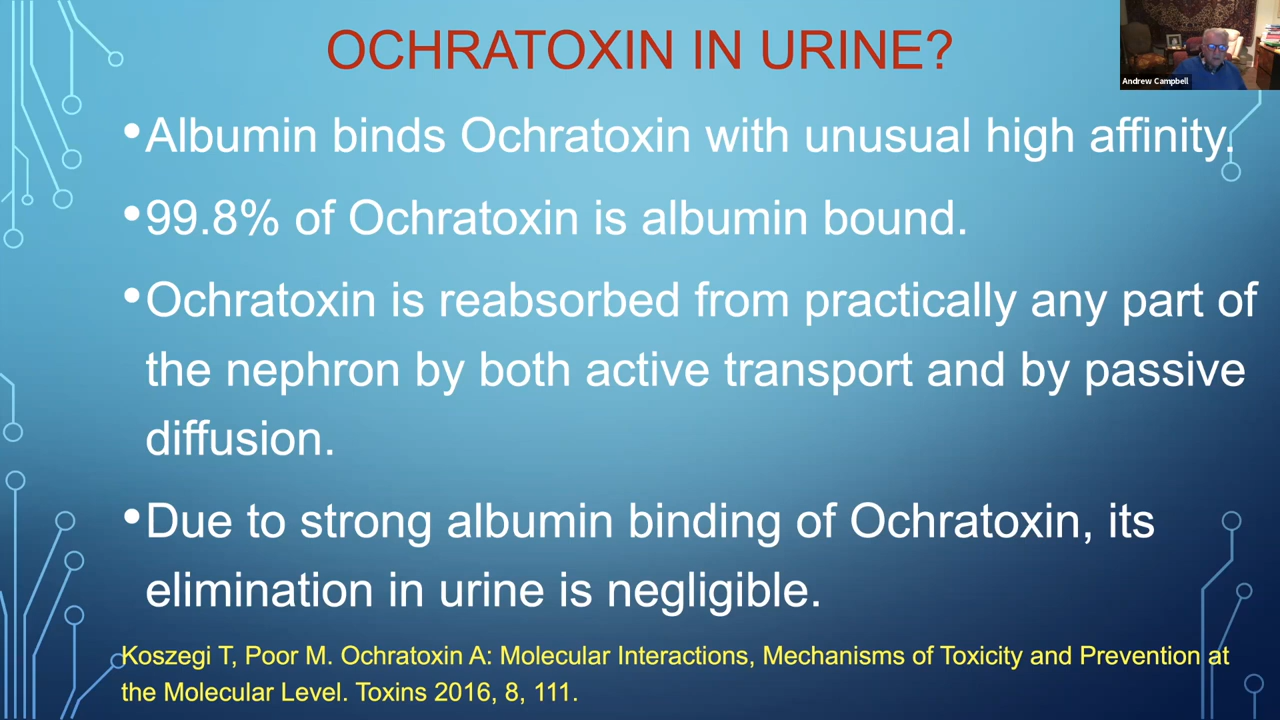 OCHRATOXIN IN URINE?
Andrew Campbell
•Albumin binds Ochratoxin with unusual high affinity.
•99.8% of Ochratoxin is albumin bound.
•Ochratoxin is reabsorbed from practically any part of
the nephron by both active transport and by passive
diffusion.
•Due to strong albumin binding of Ochratoxin, its
elimination in urine is negligible.
Koszegi T, Poor M. Ochratoxin A: Molecular Interactions, Mechanisms of Toxicity and Prevention at
the Molecular Level. Toxins 2016, 8, 111.